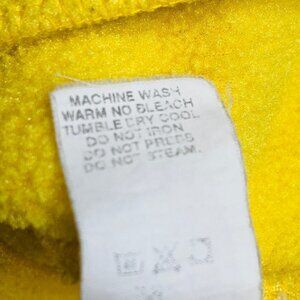 MACHINE WASH
WARM NO BLEACH
TUMBLE DRY COOL
DO NOT IRON
DO NOT PRESS
DO NOT STEAM.